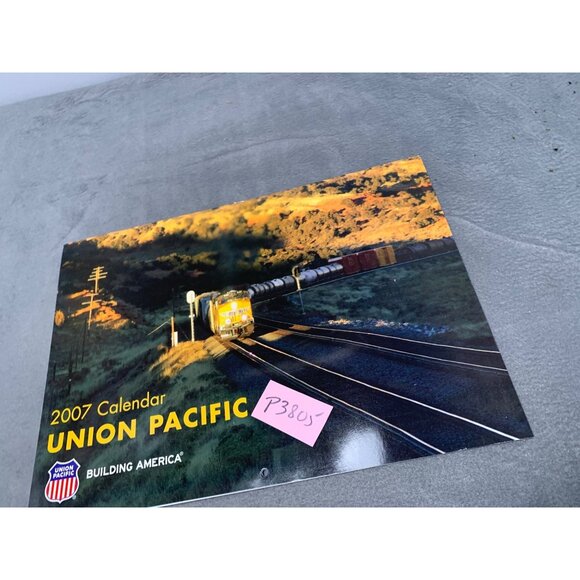 2007 Calendar
UNION PACIFIC
P3805
UNION
PACIFIC
BUILDING AMERICA®